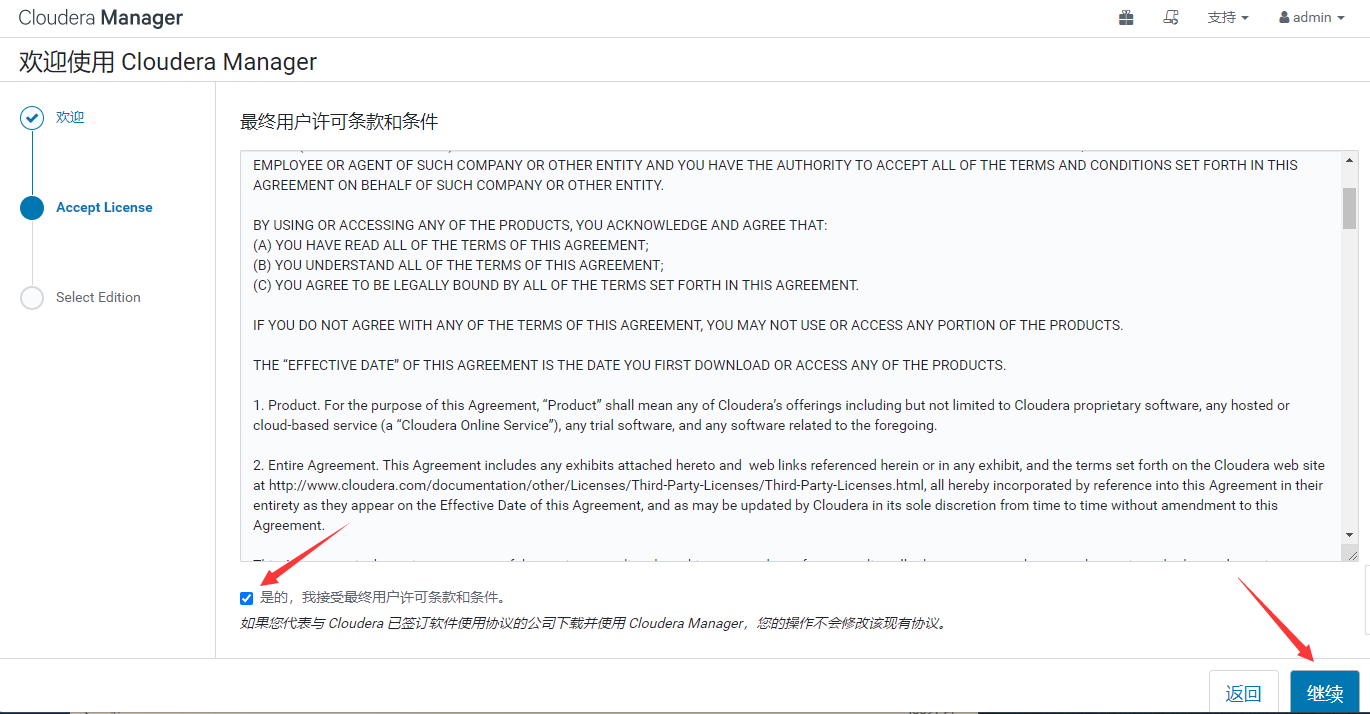 Cloudera Manager
支持
admin
欢迎使用 Cloudera Manager
欢迎
Accept License
Select Edition
最终用户许可条款和条件
EMPLOYEE OR AGENT OF SUCH COMPANY OR OTHER ENTITY AND YOU HAVE THE AUTHORITY TO ACCEPT ALL OF THE TERMS AND CONDITIONS SET FORTH IN THIS
AGREEMENT ON BEHALF OF SUCH COMPANY OR OTHER ENTITY.
BY USING OR ACCESSING ANY OF THE PRODUCTS, YOU ACKNOWLEDGE AND AGREE THAT:
(A) YOU HAVE READ ALL OF THE TERMS OF THIS AGREEMENT;
(B) YOU UNDERSTAND ALL OF THE TERMS OF THIS AGREEMENT;
(C) YOU AGREE TO BE LEGALLY BOUND BY ALL OF THE TERMS SET FORTH IN THIS AGREEMENT.
IF YOU DO NOT AGREE WITH ANY OF THE TERMS OF THIS AGREEMENT, YOU MAY NOT USE OR ACCESS ANY PORTION OF THE PRODUCTS.
THE “EFFECTIVE DATE” OF THIS AGREEMENT IS THE DATE YOU FIRST DOWNLOAD OR ACCESS ANY OF THE PRODUCTS.
1. Product. For the purpose of this Agreement, “Product” shall mean any of Cloudera’s offerings including but not limited to Cloudera proprietary software, any hosted or
cloud-based service (a “Cloudera Online Service”), any trial software, and any software related to the foregoing.
2. Entire Agreement. This Agreement includes any exhibits attached hereto and  web links referenced herein or in any exhibit, and the terms set forth on the Cloudera web site
at http://www.cloudera.com/documentation/other/Licenses/Third-Party-Licenses/Third-Party-Licenses.html, all hereby incorporated by reference into this Agreement in their
entirety as they appear on the Effective Date of this Agreement, and as may be updated by Cloudera in its sole discretion from time to time without amendment to this
Agreement.
是的，我接受最终用户许可条款和条件。
如果您代表与 Cloudera 已签订软件使用协议的公司下载并使用 Cloudera Manager，您的操作不会修改该现有协议。
返回
继续